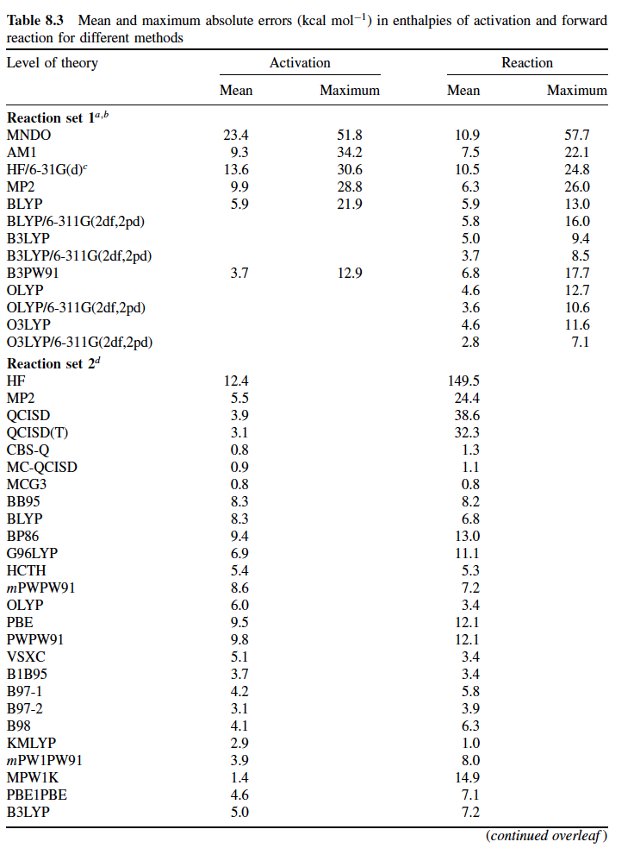 Table 8.3 Mean and maximum absolute errors (kcal mol−1) in enthalpies of activation and forward
reaction for different methods
Level of theory Activation Reaction
Mean Maximum Mean Maximum
Reaction set 1a,b
MNDO 23.4 51.8 10.9 57.7
AM1 9.3 34.2 7.5 22.1
HF/6-31G(d)c 13.6 30.6 10.5 24.8
MP2 9.9 28.8 6.3 26.0
BLYP 5.9 21.9 5.9 13.0
BLYP/6-311G(2df,2pd) 5.8 16.0
B3LYP 5.0 9.4
B3LYP/6-311G(2df,2pd) 3.7 8.5
B3PW91 3.7 12.9 6.8 17.7
OLYP 4.6 12.7
OLYP/6-311G(2df,2pd) 3.6 10.6
O3LYP 4.6 11.6
O3LYP/6-311G(2df,2pd) 2.8 7.1
Reaction set 2d
HF 12.4 149.5
MP2 5.5 24.4
QCISD 3.9 38.6
QCISD(T) 3.1 32.3
CBS-Q 0.8 1.3
MC-QCISD 0.9 1.1
MCG3 0.8 0.8
BB95 8.3 8.2
BLYP 8.3 6.8
BP86 9.4 13.0
G96LYP 6.9 11.1
HCTH 5.4 5.3
mPWPW91 8.6 7.2
OLYP 6.0 3.4
PBE 9.5 12.1
PWPW91 9.8 12.1
VSXC 5.1 3.4
B1B95 3.7 3.4
B97-1 4.2 5.8
B97-2 3.1 3.9
B98 4.1 6.3
KMLYP 2.9 1.0
mPW1PW91 3.9 8.0
MPW1K 1.4 14.9
PBE1PBE 4.6 7.1
B3LYP 5.0 7.2
(continued overleaf)